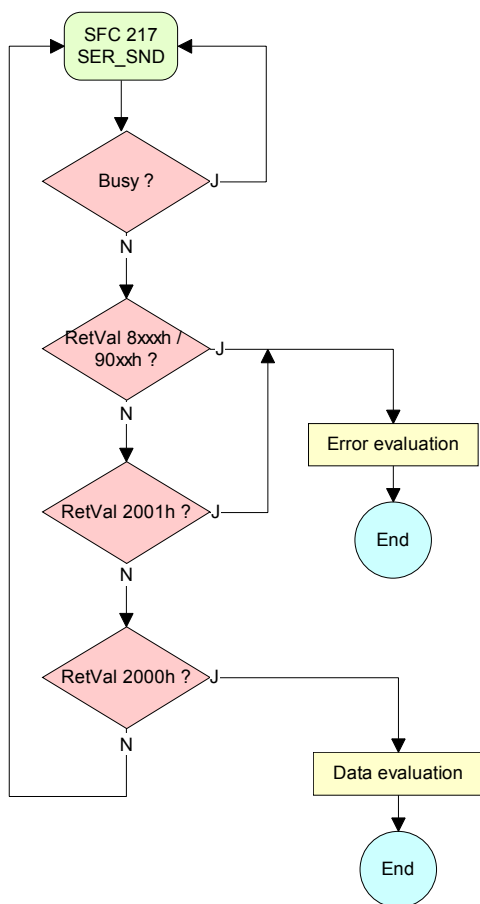 SFC 217
SER_SND
Busy ?
J
N
RetVal 8xxxh /
90xxh ?
J
N
Error evaluation
RetVal 2001h ?
J
End
N
RetVal 2000h ?
J
N
Data evaluation
End